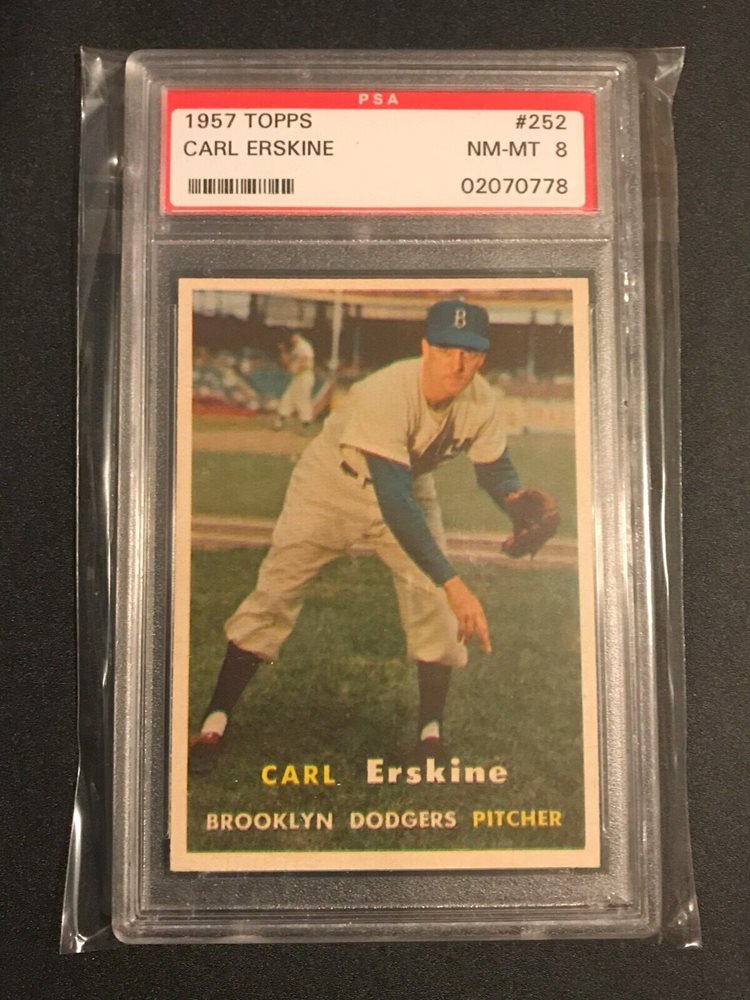 PSA
1957 TOPPS #252
CARL ERSKINE NM-MT 8
02070778
B
CARL Erskine
BROOKLYN DODGERS PITCHER